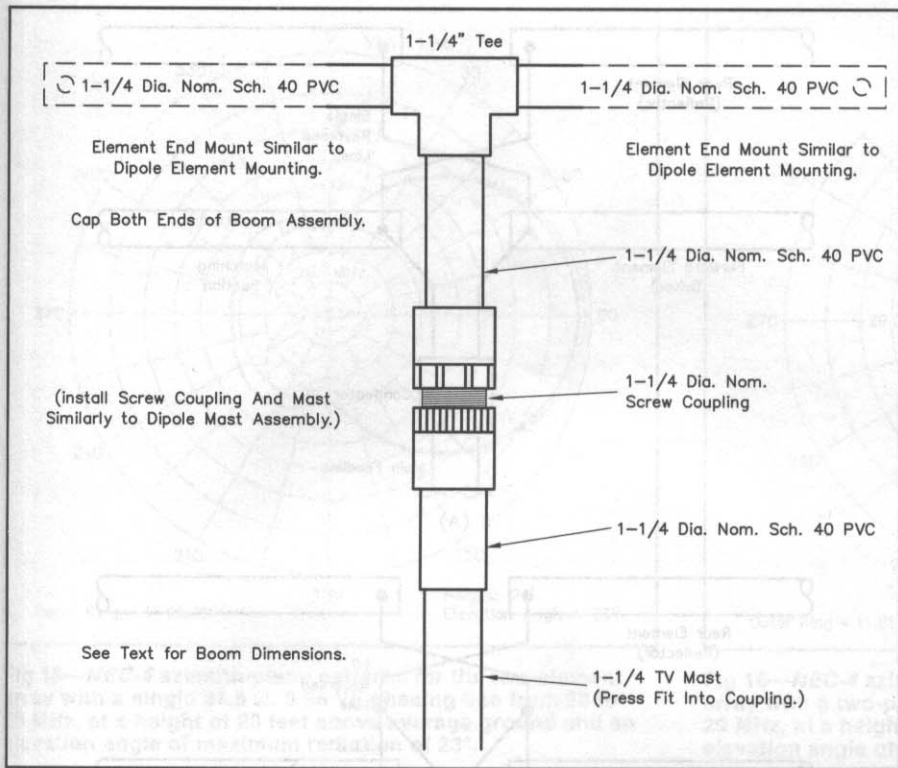 1-1/4" Tee
1-1/4 Dia. Nom. Sch. 40 PVC
1-1/4 Dia. Nom. Sch. 40 PVC
Element End Mount Similar to
Dipole Element Mounting.
Element End Mount Similar to
Dipole Element Mounting.
Cap Both Ends of Boom Assembly.
1-1/4 Dia. Nom. Sch. 40 PVC
(install Screw Coupling And Mast
Similarly to Dipole Mast Assembly.)
1-1/4 Dia. Nom.
Screw Coupling
1-1/4 Dia. Nom. Sch. 40 PVC
See Text for Boom Dimensions.
1-1/4 TV Mast
(Press Fit Into Coupling.)